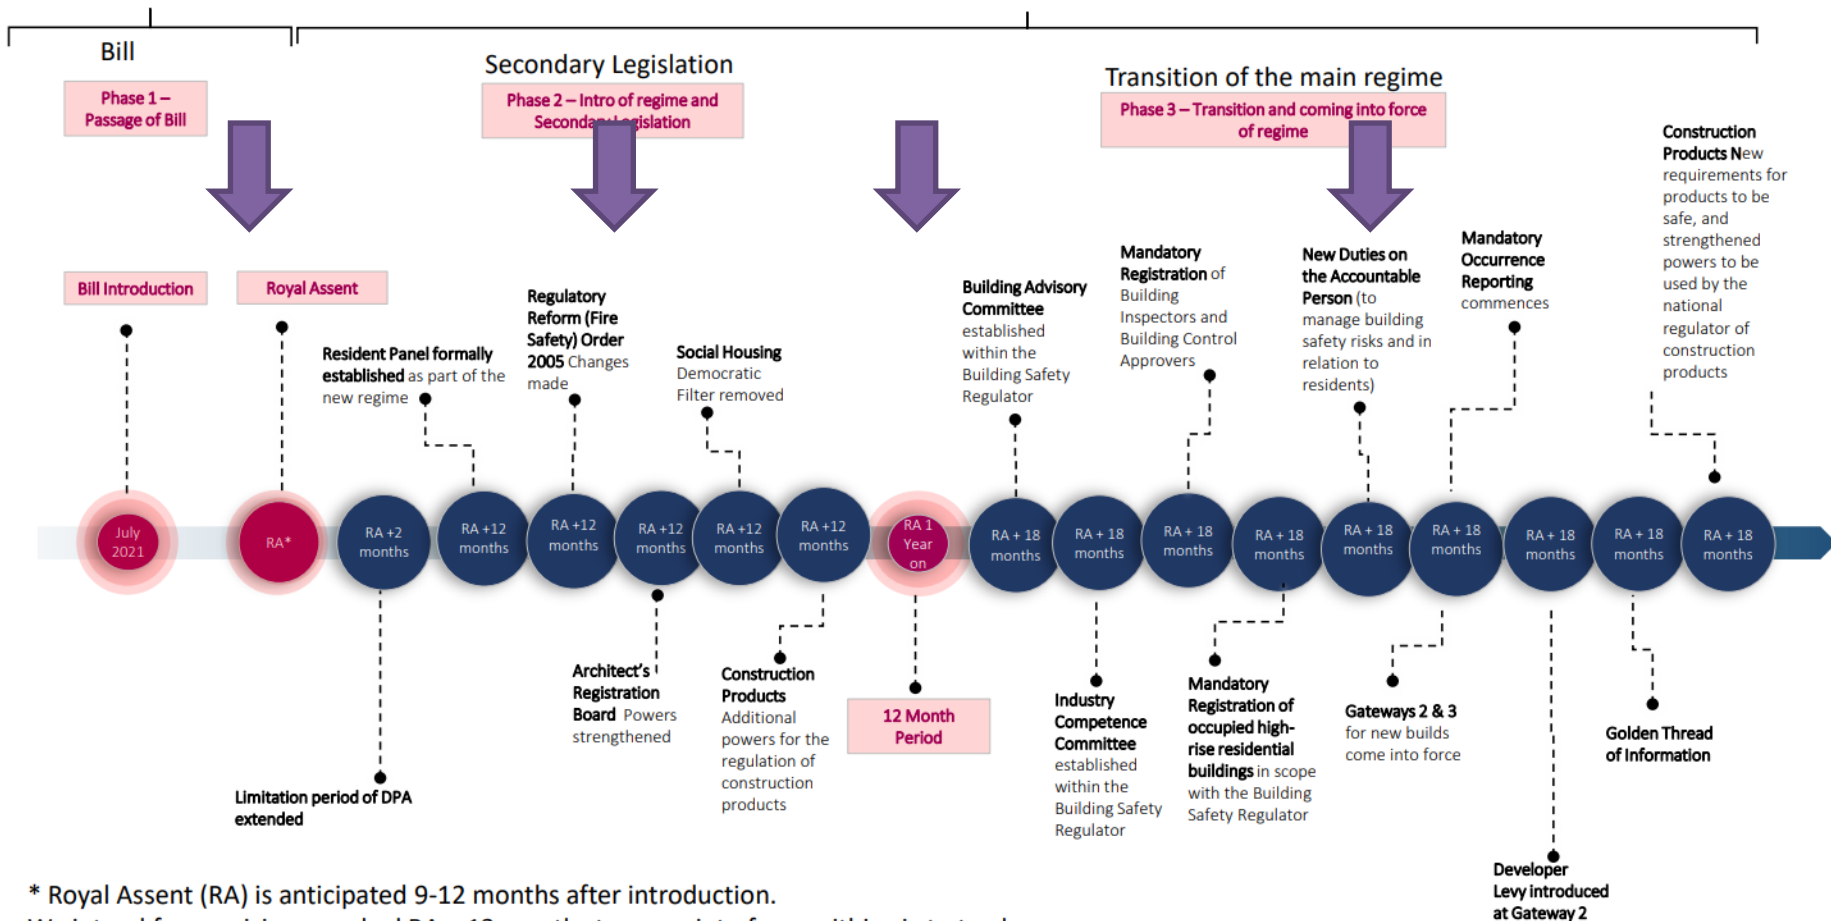 Bill
Secondary Legislation
Transition of the main regime
Phase 1 –
Passage of Bill
Phase 2 – Intro of regime and
Secondary Legislation
Phase 3 – Transition and coming into force
of regime
Bill Introduction
Royal Assent
Resident Panel formally
established as part of the
new regime
Regulatory
Reform (Fire
Safety) Order
2005 Changes
made
Social Housing
Democratic
Filter removed
Building Advisory
Committee
established
within the
Building Safety
Regulator
Mandatory
Registration of
Building
Inspectors and
Building Control
Approvers
New Duties on
the Accountable
Person (to
manage building
safety risks and in
relation to
residents)
Mandatory
Occurrence
Reporting
commences
Construction
Products New
requirements for
products to be
safe, and
strengthened
powers to be
used by the
national
regulator of
construction
products
July
2021
RA*
RA +2
months
RA +12
months
RA +12
months
RA +12
months
RA +12
months
RA +12
months
RA 1
Year
on
RA + 18
months
RA + 18
months
RA + 18
months
RA + 18
months
RA + 18
months
RA + 18
months
RA + 18
months
RA + 18
months
RA + 18
months
Limitation period of DPA
extended
Architect's
Registration
Board Powers
strengthened
Construction
Products
Additional
powers for the
regulation of
construction
products
12 Month
Period
Industry
Competence
Committee
established
within the
Building Safety
Regulator
Mandatory
Registration of
occupied high-
rise residential
buildings in scope
with the Building
Safety Regulator
Gateways 2 & 3
for new builds
come into force
Developer
Levy introduced
at Gateway 2
Golden Thread
of Information
* Royal Assent (RA) is anticipated 9-12 months after introduction.